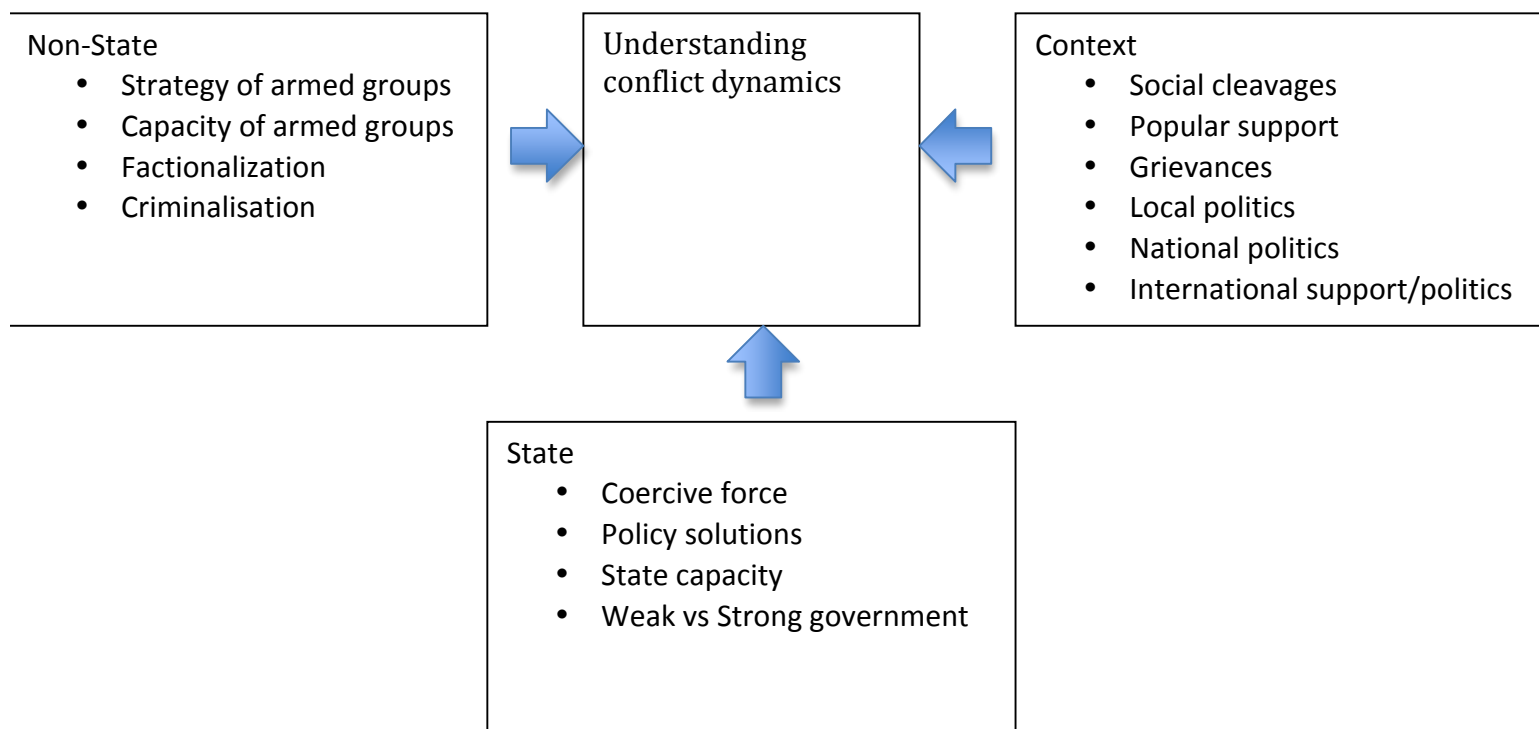 Non-State
• Strategy of armed groups
• Capacity of armed groups
• Factionalization
• Criminalisation
Understanding
conflict dynamics
Context
• Social cleavages
• Popular support
• Grievances
• Local politics
• National politics
• International support/politics
State
• Coercive force
• Policy solutions
• State capacity
• Weak vs Strong government